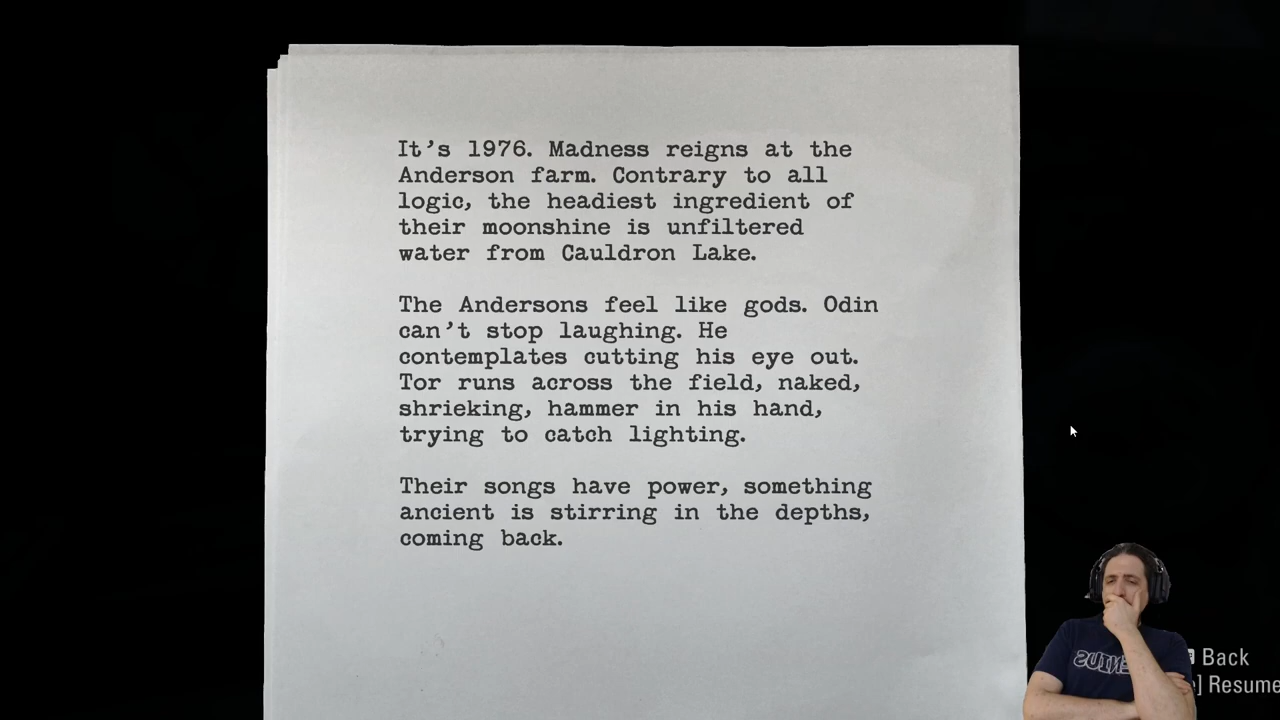 It's 1976. Madness reigns at the
Anderson farm. Contrary to all
logic, the headiest ingredient of
their moonshine is unfiltered
water from Cauldron Lake.
The Andersons feel like gods. Odin
can't stop laughing. He
contemplates cutting his eye out.
Tor runs across the field, naked,
shrieking, hammer in his hand,
trying to catch lighting.
Their songs have power, something
ancient is stirring in the depths,
coming back.
Back
] Resume